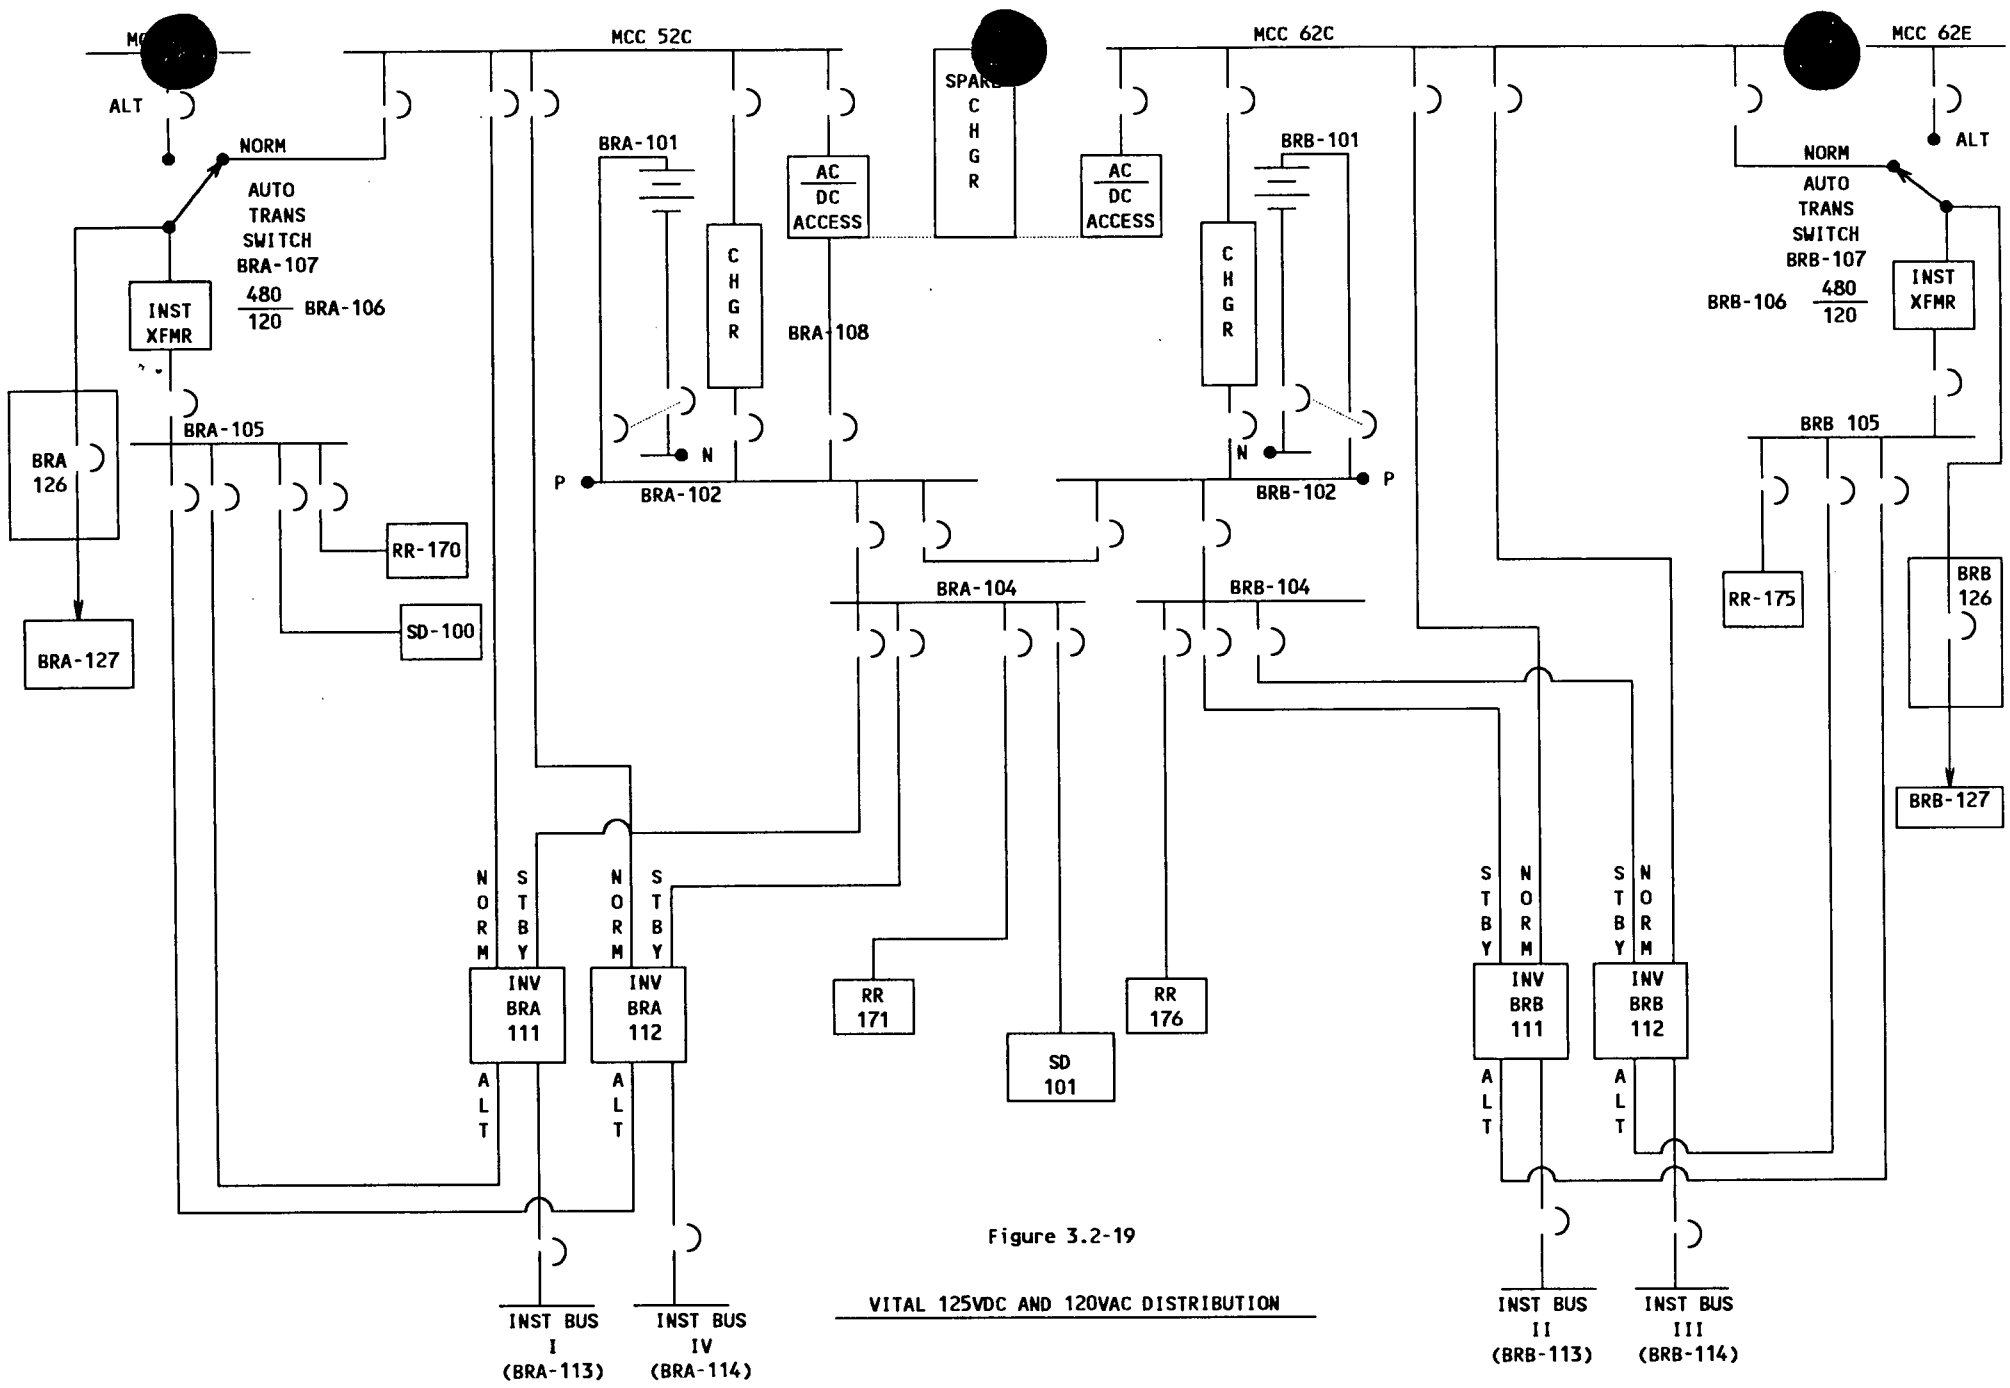 MCC 52C
MCC 62C
MCC 62E
ALT
NORM
AUTO
TRANS
SWITCH
BRA-107
480
120
BRA-106
INST
XFMR
BRA-101
CHGR
AC
DC
ACCESS
BRA-108
SPARE
CHGR
AC
DC
ACCESS
BRB-101
CHGR
NORM
ALT
AUTO
TRANS
SWITCH
BRB-107
BRB-106
480
120
INST
XFMR
BRA-105
BRA
126
BRA-127
RR-170
SD-100
P
N
BRA-102
N
P
BRB-102
BRA-104
BRB-104
BRB 105
RR-175
BRB
126
BRB-127
NORM
STBY
NORM
STBY
INV
BRA
111
INV
BRA
112
ALT
ALT
RR
171
SD
101
RR
176
STBY
NORM
STBY
NORM
INV
BRB
111
INV
BRB
112
ALT
ALT
INST BUS
I
(BRA-113)
INST BUS
IV
(BRA-114)
Figure 3.2-19
VITAL 125VDC AND 120VAC DISTRIBUTION
INST BUS
II
(BRB-113)
INST BUS
III
(BRB-114)